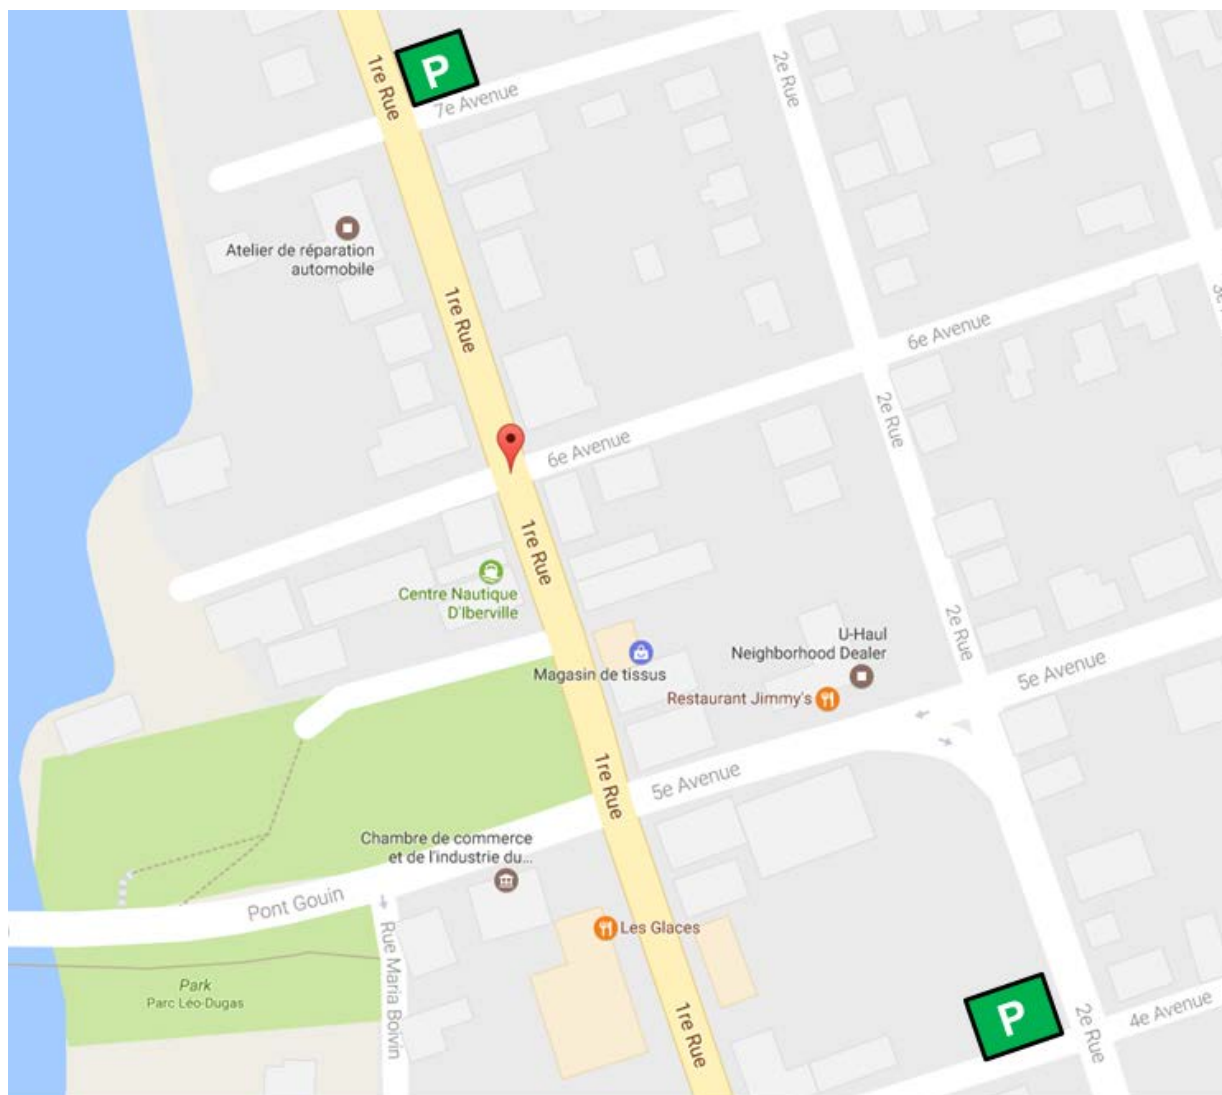 P
1re Rue
7e Avenue
2e Rue
Atelier de réparation
automobile
1re Rue
6e Avenue
2e Rue
6e Avenue
1re Rue
Centre Nautique
D'Iberville
2e Rue
U-Haul
Neighborhood Dealer
Magasin de tissus
5e Avenue
Restaurant Jimmy's
1re Rue
5e Avenue
Chambre de commerce
et de l'industrie du...
Pont Gouin
Les Glaces
Rue Maria Boivin
Park
Parc Léo-Dugas
1re Rue
P
2e Rue
4e Avenue